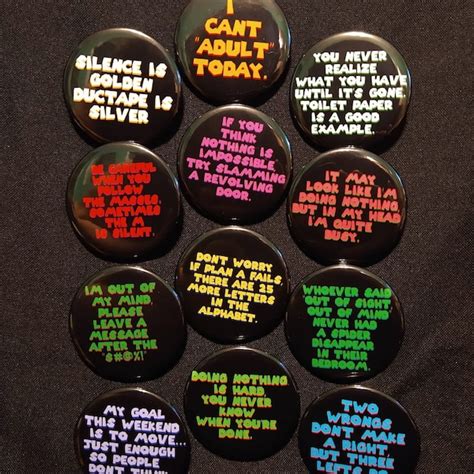 I
CANT
"ADULT"
TODAY.
SILENCE IS
GOLDEN
DUCTAPE IS
SILVER
YOU NEVER
REALIZE
WHAT YOU HAVE
UNTIL IT'S GONE.
TOILET PAPER
IS A GOOD
EXAMPLE.
IF YOU
THINK
NOTHING IS
IMPOSSIBLE,
TRY SLAMMING
A REVOLVING
DOOR.
BE CAREFUL
WHEN YOU
FOLLOW
THE MASSES.
SOMETIMES
THE M
IS SILENT.
IT MAY
LOOK LIKE I'M
DOING NOTHING
BUT IN MY HEAD
I'M QUITE
BUSY.
DON'T WORRY
IF PLAN A FAILS.
THERE ARE 25
MORE LETTERS
IN THE
ALPHABET.
I'M OUT OF
MY MIND.
PLEASE
LEAVE A
MESSAGE
AFTER THE
"$#@%!"
WHOEVER SAID
OUT OF SIGHT,
OUT OF MIND
NEVER HAD
A SPIDER
DISAPPEAR
IN THEIR
BEDROOM.
DOING NOTHING
IS HARD,
YOU NEVER
KNOW
WHEN YOU'RE
DONE.
MY GOAL
THIS WEEKEND
IS TO MOVE...
JUST ENOUGH
SO PEOPLE
DON'T THINK
TWO
WRONGS
DON'T MAKE
A RIGHT,
BUT THREE
LEFTS